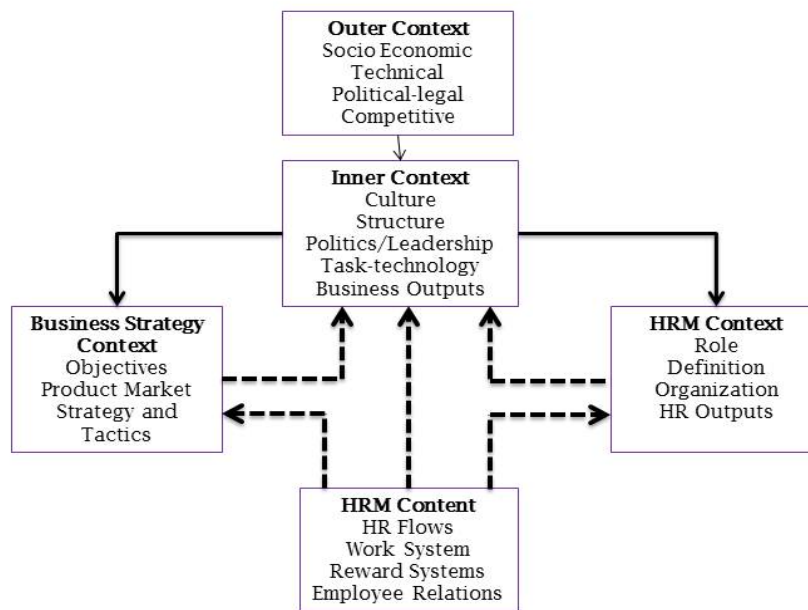 Outer Context
Socio Economic
Technical
Political-legal
Competitive
Inner Context
Culture
Structure
Politics/Leadership
Task-technology
Business Outputs
Business Strategy
Context
Objectives
Product Market
Strategy and
Tactics
HRM Context
Role
Definition
Organization
HR Outputs
HRM Content
HR Flows
Work System
Reward Systems
Employee Relations